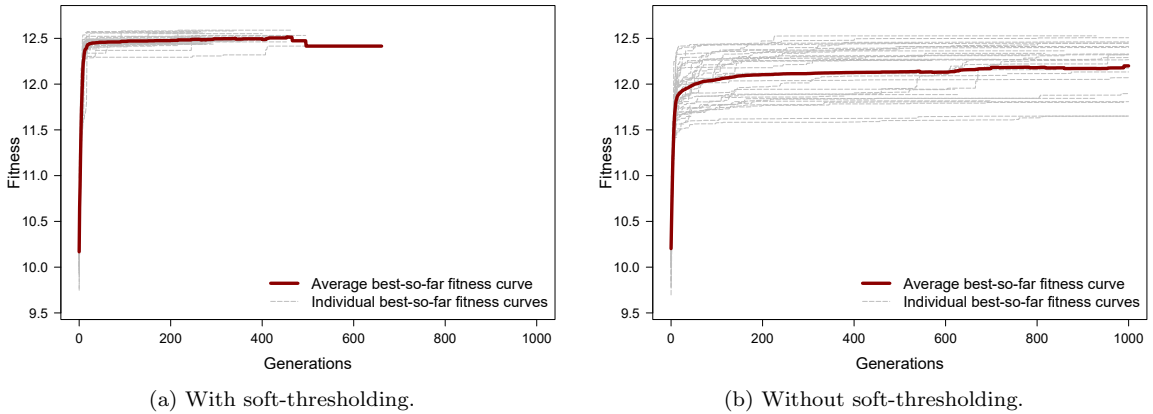 12.5
12.0
11.5
11.0
10.5
10.0
9.5
Fitness
0 200 400 600 800 1000
Generations
Average best-so-far fitness curve
Individual best-so-far fitness curves
(a) With soft-thresholding.
12.5
12.0
11.5
11.0
10.5
10.0
9.5
Fitness
0 200 400 600 800 1000
Generations
Average best-so-far fitness curve
Individual best-so-far fitness curves
(b) Without soft-thresholding.